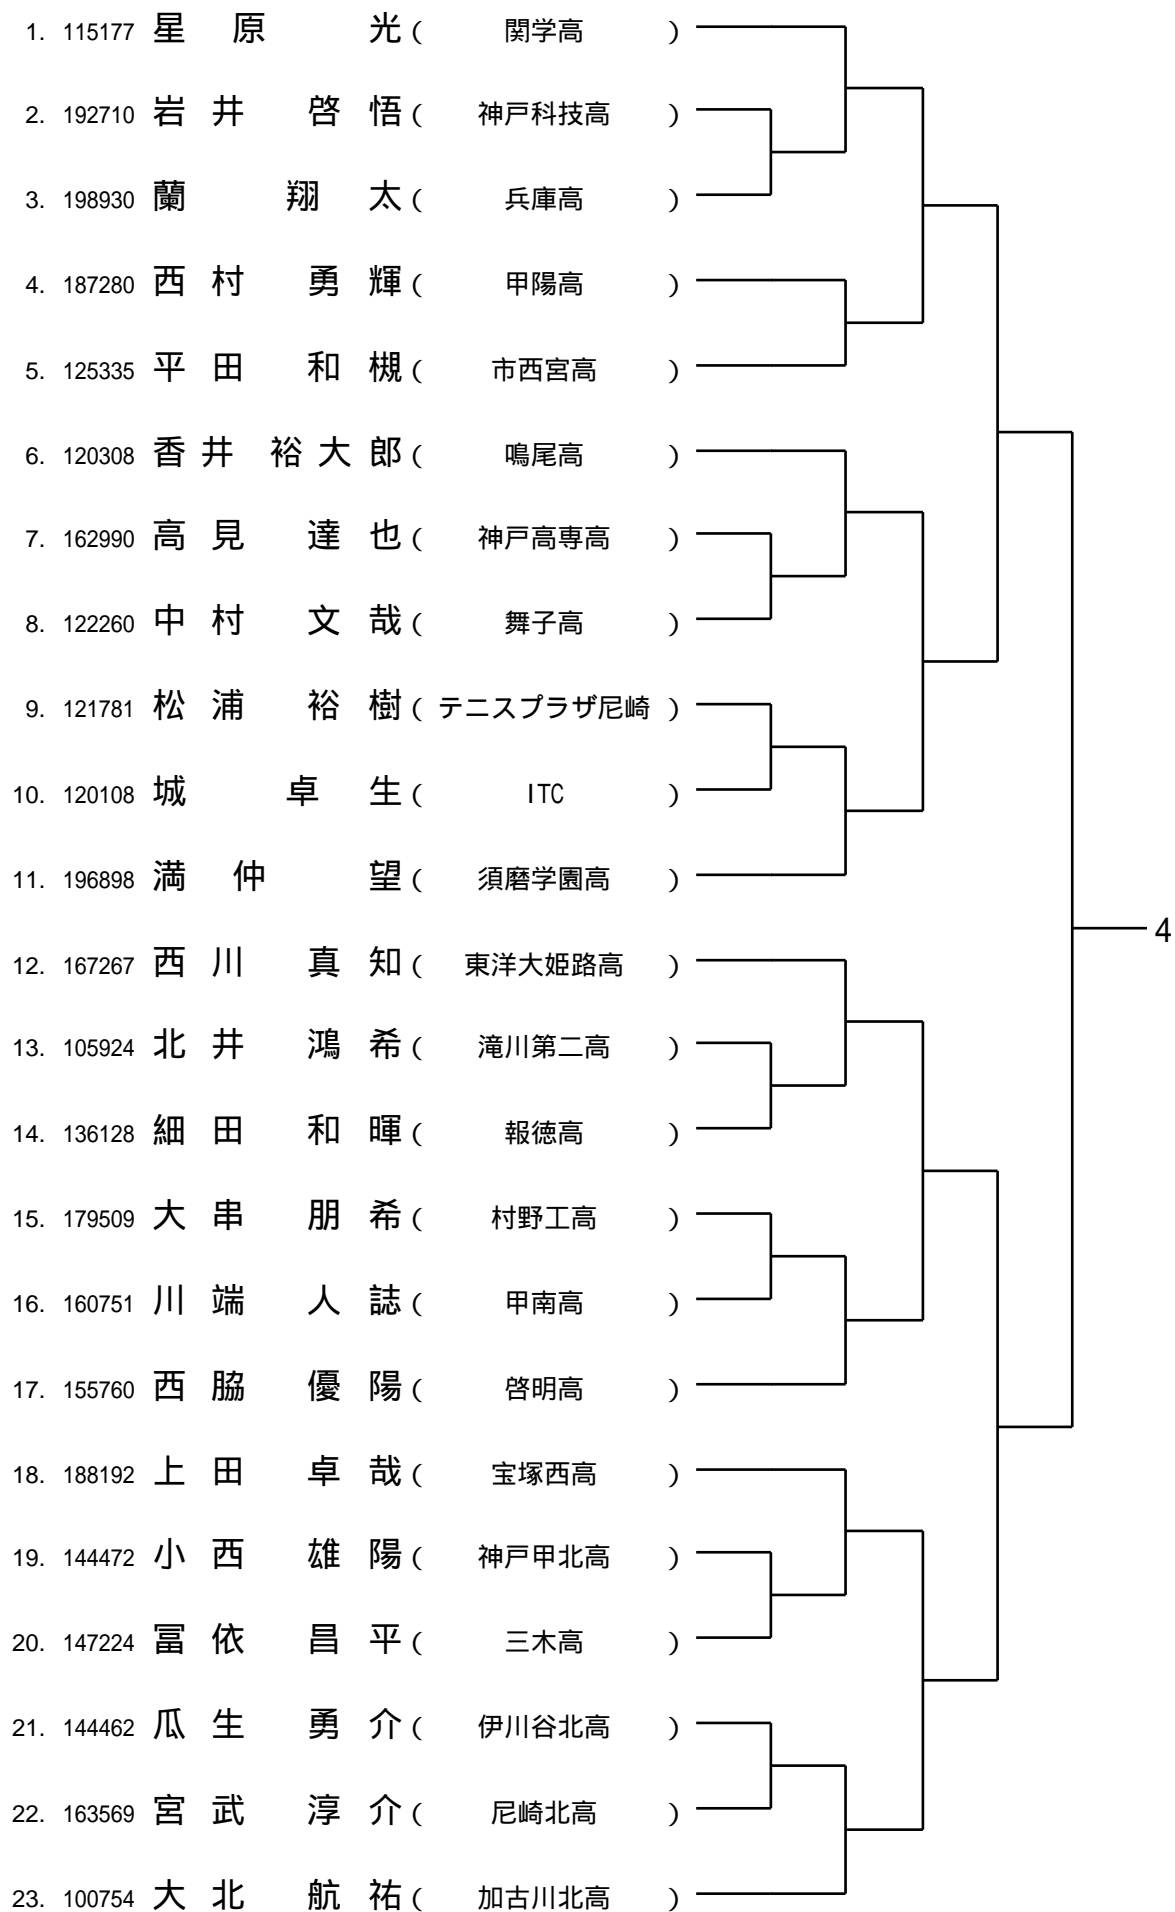 1. 115177 星 原 光 ( 関学高 )
2. 192710 岩 井 啓 悟 ( 神戸科技高 )
3. 198930 蘭 翔 太 ( 兵庫高 )
4. 187280 西 村 勇 輝 ( 甲陽高 )
5. 125335 平 田 和 槻 ( 市西宮高 )
6. 120308 香 井 裕 大 郎 ( 鳴尾高 )
7. 162990 高 見 達 也 ( 神戸高専高 )
8. 122260 中 村 文 哉 ( 舞子高 )
9. 121781 松 浦 裕 樹 ( テニスプラザ尼崎 )
10. 120108 城 卓 生 ( ITC )
11. 196898 満 仲 望 ( 須磨学園高 )
4
12. 167267 西 川 真 知 ( 東洋大姫路高 )
13. 105924 北 井 鴻 希 ( 滝川第二高 )
14. 136128 細 田 和 暉 ( 報徳高 )
15. 179509 大 串 朋 希 ( 村野工高 )
16. 160751 川 端 人 誌 ( 甲南高 )
17. 155760 西 脇 優 陽 ( 啓明高 )
18. 188192 上 田 卓 哉 ( 宝塚西高 )
19. 144472 小 西 雄 陽 ( 神戸甲北高 )
20. 147224 冨 依 昌 平 ( 三木高 )
21. 144462 瓜 生 勇 介 ( 伊川谷北高 )
22. 163569 宮 武 淳 介 ( 尼崎北高 )
23. 100754 大 北 航 祐 ( 加古川北高 )